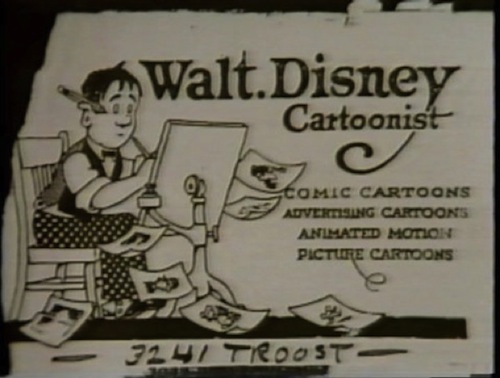 Walt. Disney
Cartoonist
COMIC CARTOONS
ADVERTISING CARTOONS
ANIMATED MOTION
PICTURE CARTOONS
— 3241 TROOST —